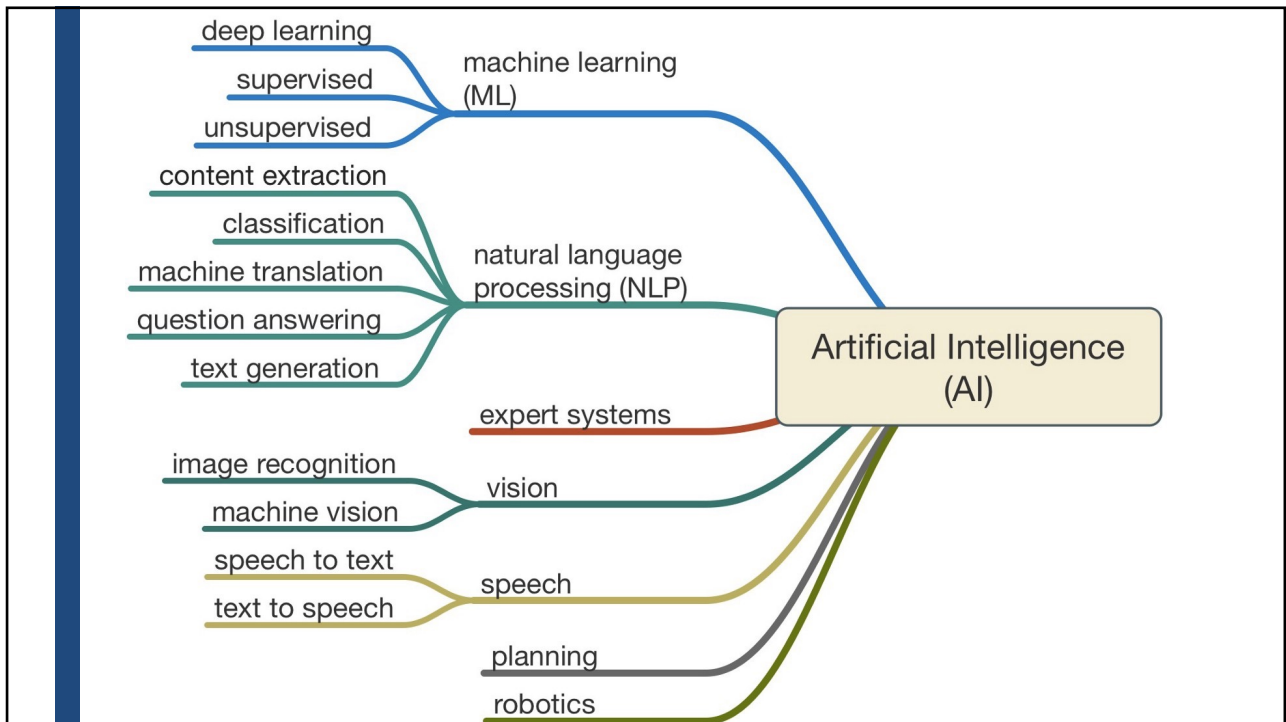 deep learning
supervised
unsupervised
machine learning
(ML)
content extraction
classification
machine translation
question answering
text generation
natural language
processing (NLP)
expert systems
image recognition
machine vision
vision
speech to text
text to speech
speech
planning
robotics
Artificial Intelligence
(AI)